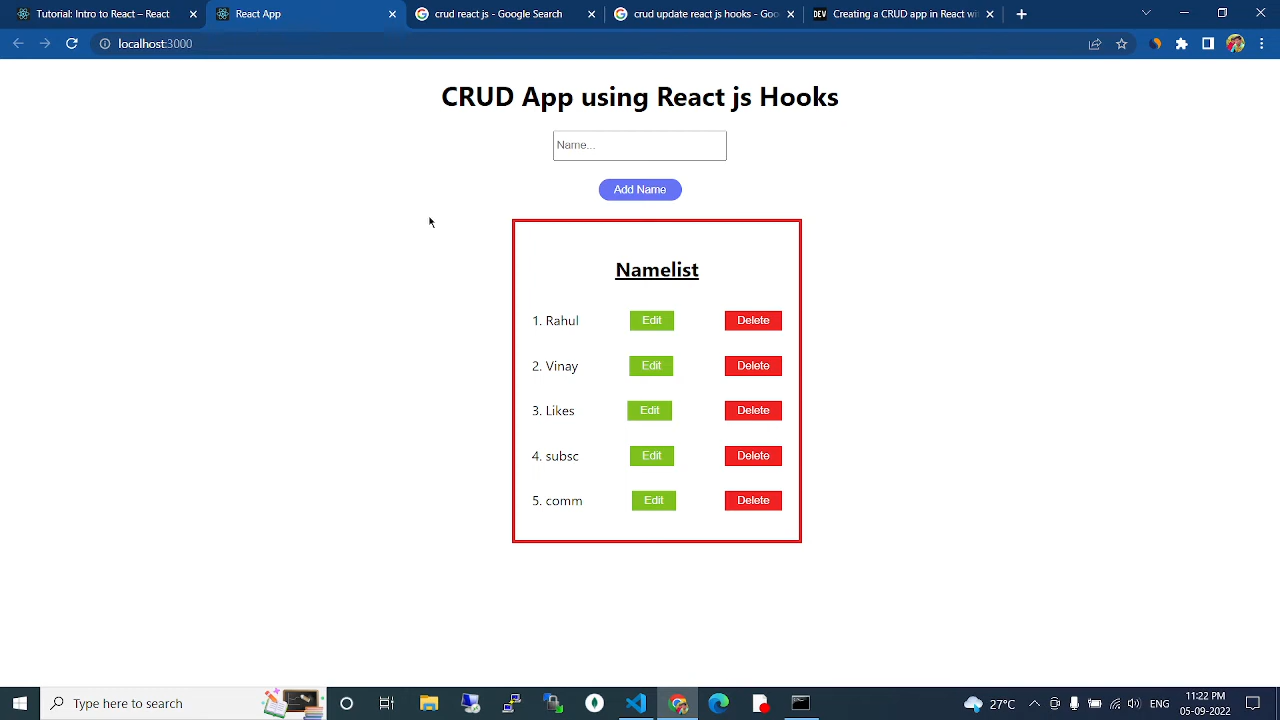 Tutorial: Intro to React – React
React App
crud react js - Google Search
crud update react js hooks - Goo
Creating a CRUD app in React wit
localhost:3000
CRUD App using React js Hooks
Name...
Add Name
Namelist
1. Rahul Edit Delete
2. Vinay Edit Delete
3. Likes Edit Delete
4. subsc Edit Delete
5. comm Edit Delete
Type here to search
ENG
11:22 PM
05-09-2022